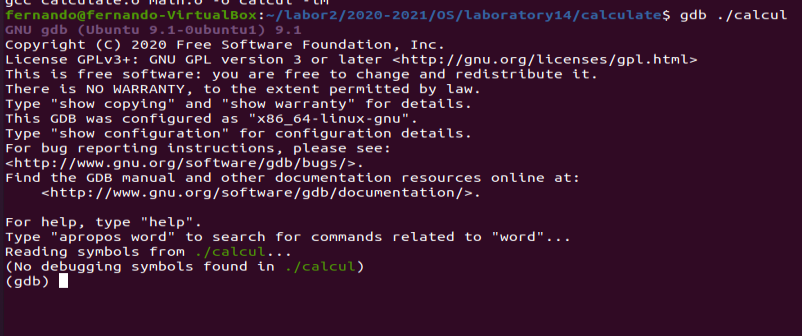 gcc calculate.o main.o -o calcul -lm
fernando@fernando-VirtualBox:~/labor2/2020-2021/OS/laboratory14/calculate$ gdb ./calcul
GNU gdb (Ubuntu 9.1-0ubuntu1) 9.1
Copyright (C) 2020 Free Software Foundation, Inc.
License GPLv3+: GNU GPL version 3 or later <http://gnu.org/licenses/gpl.html>
This is free software: you are free to change and redistribute it.
There is NO WARRANTY, to the extent permitted by law.
Type "show copying" and "show warranty" for details.
This GDB was configured as "x86_64-linux-gnu".
Type "show configuration" for configuration details.
For bug reporting instructions, please see:
<http://www.gnu.org/software/gdb/bugs/>.
Find the GDB manual and other documentation resources online at:
    <http://www.gnu.org/software/gdb/documentation/>.

For help, type "help".
Type "apropos word" to search for commands related to "word"...
Reading symbols from ./calcul...
(No debugging symbols found in ./calcul)
(gdb)